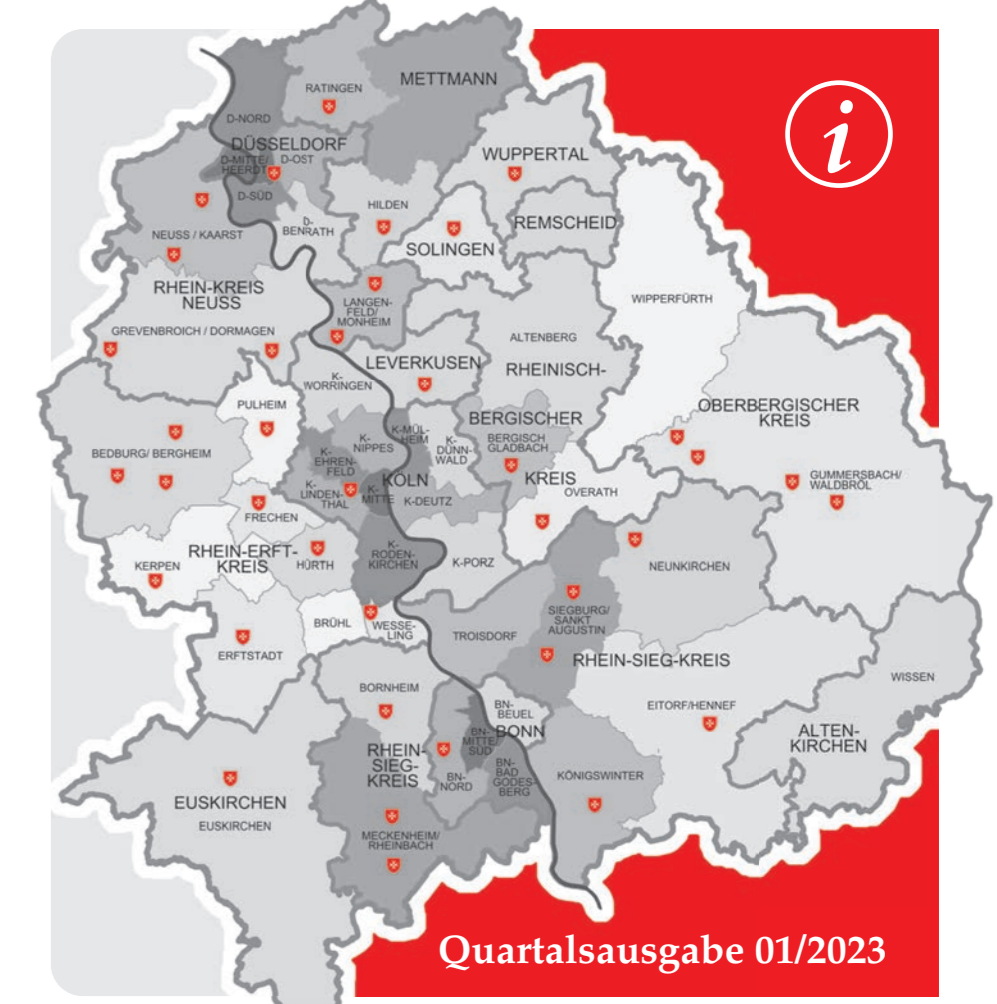 METTMANN
RATINGEN
D-NORD
DÜSSELDORF
D-MITTE/
HEERDT
D-OST
D-SÜD
WUPPERTAL
HILDEN
D-
BENRATH
NEUSS / KAARST
SOLINGEN
REMSCHEID
RHEIN-KREIS
NEUSS
LANGEN-
FELD/
MONHEIM
WIPPERFÜRTH
GREVENBROICH / DORMAGEN
ALTENBERG
LEVERKUSEN
RHEINISCH-
K-
WORRINGEN
PULHEIM
BERGISCHER
OBERBERGISCHER
KREIS
K-MÜL-
HEIM
K-
NIPPES
K-
DÜNN-
WALD
BERGISCH
GLADBACH
BEDBURG/ BERGHEIM
K-
EHREN-
FELD
KÖLN
KREIS
OVERATH
GUMMERSBACH/
WALDBRÖL
K-
LINDEN-
THAL
K-
MITTE
K-DEUTZ
FRECHEN
RHEIN-ERFT-
KREIS
HÜRTH
KERPEN
K-
RODEN-
KIRCHEN
K-PORZ
NEUNKIRCHEN
BRÜHL
WESSE-
LING
TROISDORF
SIEGBURG/
SANKT
AUGUSTIN
ERFTSTADT
RHEIN-SIEG-KREIS
WISSEN
BORNHEIM
BN-
BEUEL
EITORF/HENNEF
BN-
MITTE/
SÜD
BONN
ALTEN-
KIRCHEN
RHEIN-
SIEG-
KREIS
BN-
NORD
BN-
BAD
GODES-
BERG
KÖNIGSWINTER
EUSKIRCHEN
EUSKIRCHEN
MECKENHEIM/
RHEINBACH
i
Quartalsausgabe 01/2023